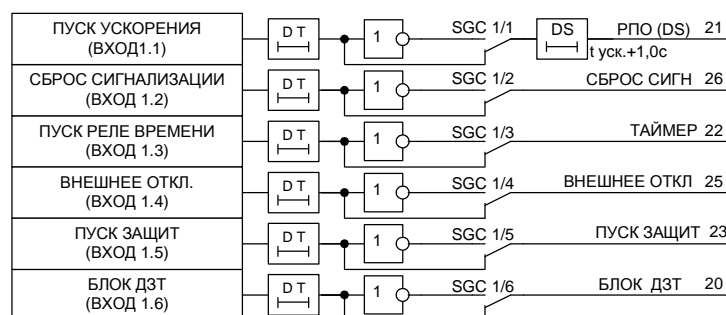 ПУСК УСКОРЕНИЯ
(ВХОД1.1)
D T
1
SGC 1/1
DS
t уск.+1,0с
РПО (DS) 21
СБРОС СИГНАЛИЗАЦИИ
(ВХОД 1.2)
D T
1
SGC 1/2
СБРОС СИГН 26
ПУСК РЕЛЕ ВРЕМЕНИ
(ВХОД 1.3)
D T
1
SGC 1/3
ТАЙМЕР 22
ВНЕШНЕЕ ОТКЛ.
(ВХОД 1.4)
D T
1
SGC 1/4
ВНЕШНЕЕ ОТКЛ 25
ПУСК ЗАЩИТ
(ВХОД 1.5)
D T
1
SGC 1/5
ПУСК ЗАЩИТ 23
БЛОК ДЗТ
(ВХОД 1.6)
D T
1
SGC 1/6
БЛОК ДЗТ 20